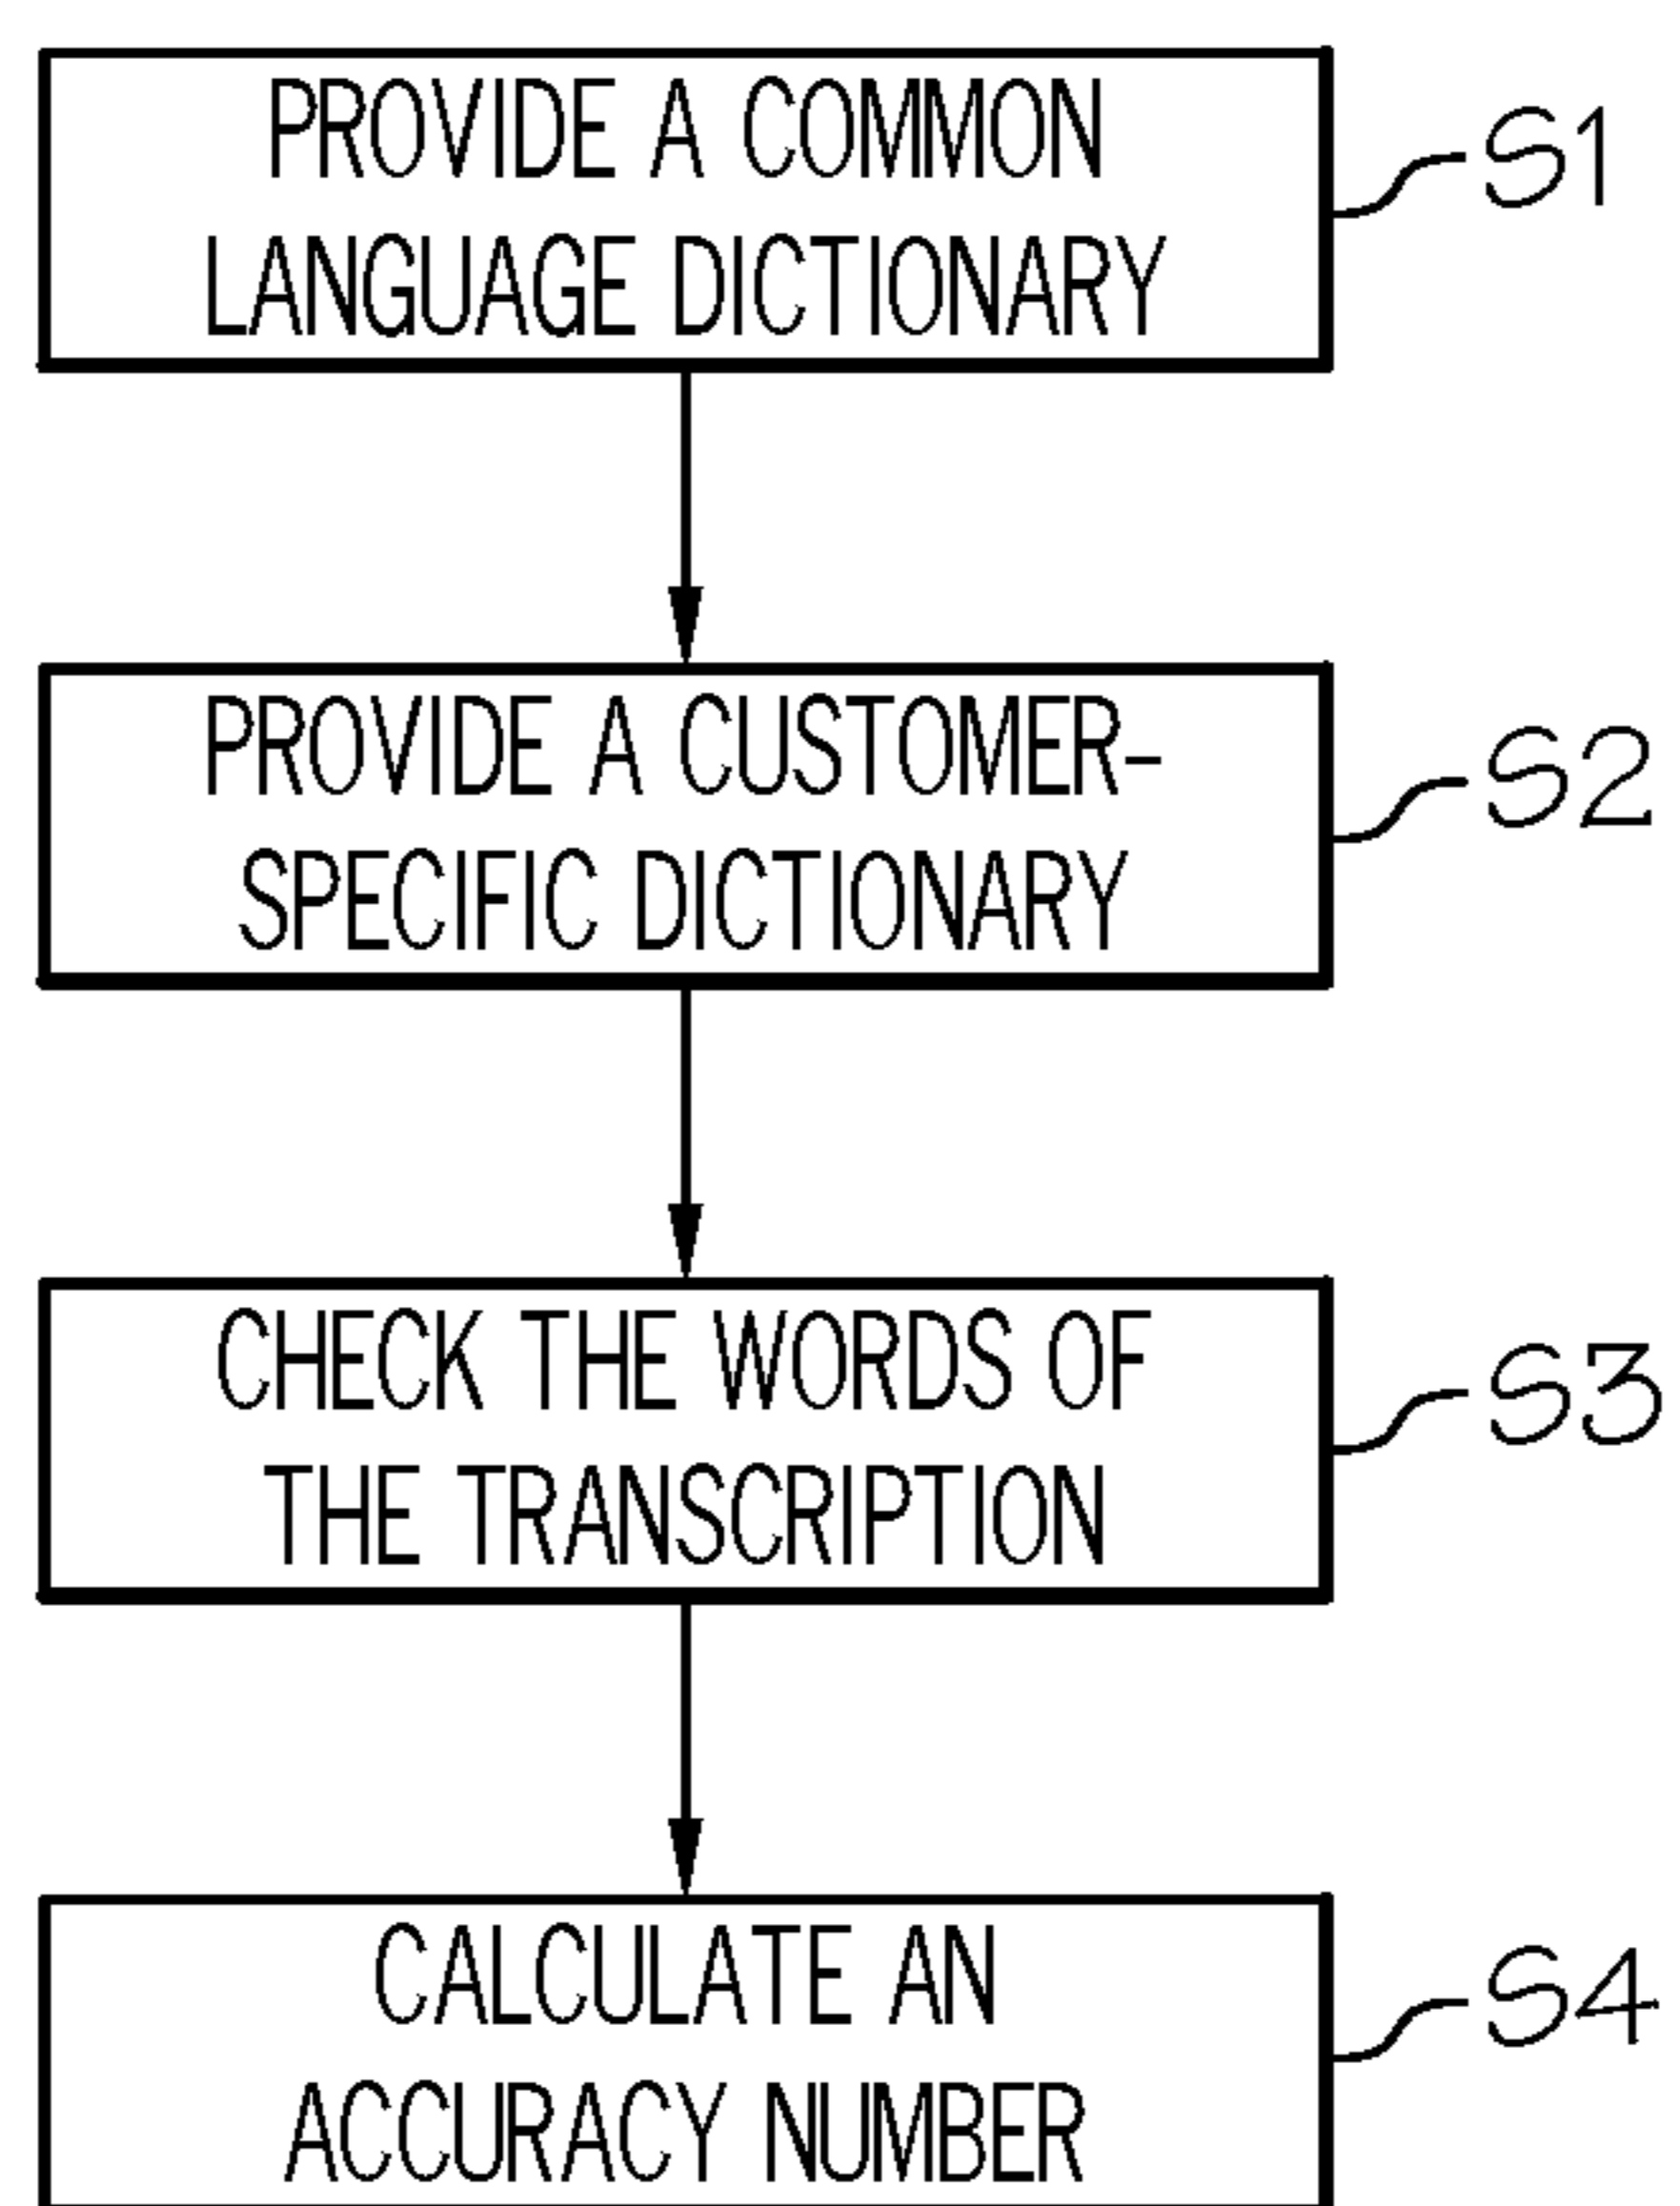 PROVIDE A COMMON
LANGUAGE DICTIONARY
S1
PROVIDE A CUSTOMER-
SPECIFIC DICTIONARY
S2
CHECK THE WORDS OF
THE TRANSCRIPTION
S3
CALCULATE AN
ACCURACY NUMBER
S4